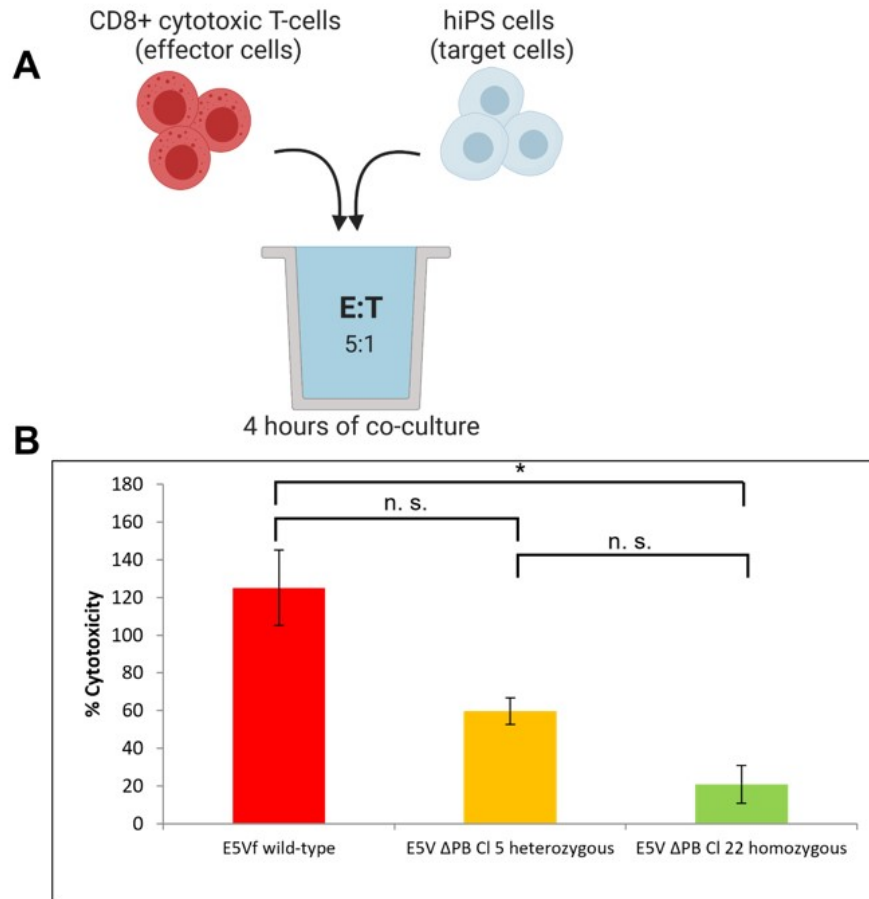 CD8+ cytotoxic T-cells
(effector cells)
hiPS cells
(target cells)
A
E:T
5:1
4 hours of co-culture
B
*
n. s.
n. s.
% Cytotoxicity
180
160
140
120
100
80
60
40
20
0
E5Vf wild-type
E5V ΔPB Cl 5 heterozygous
E5V ΔPB Cl 22 homozygous